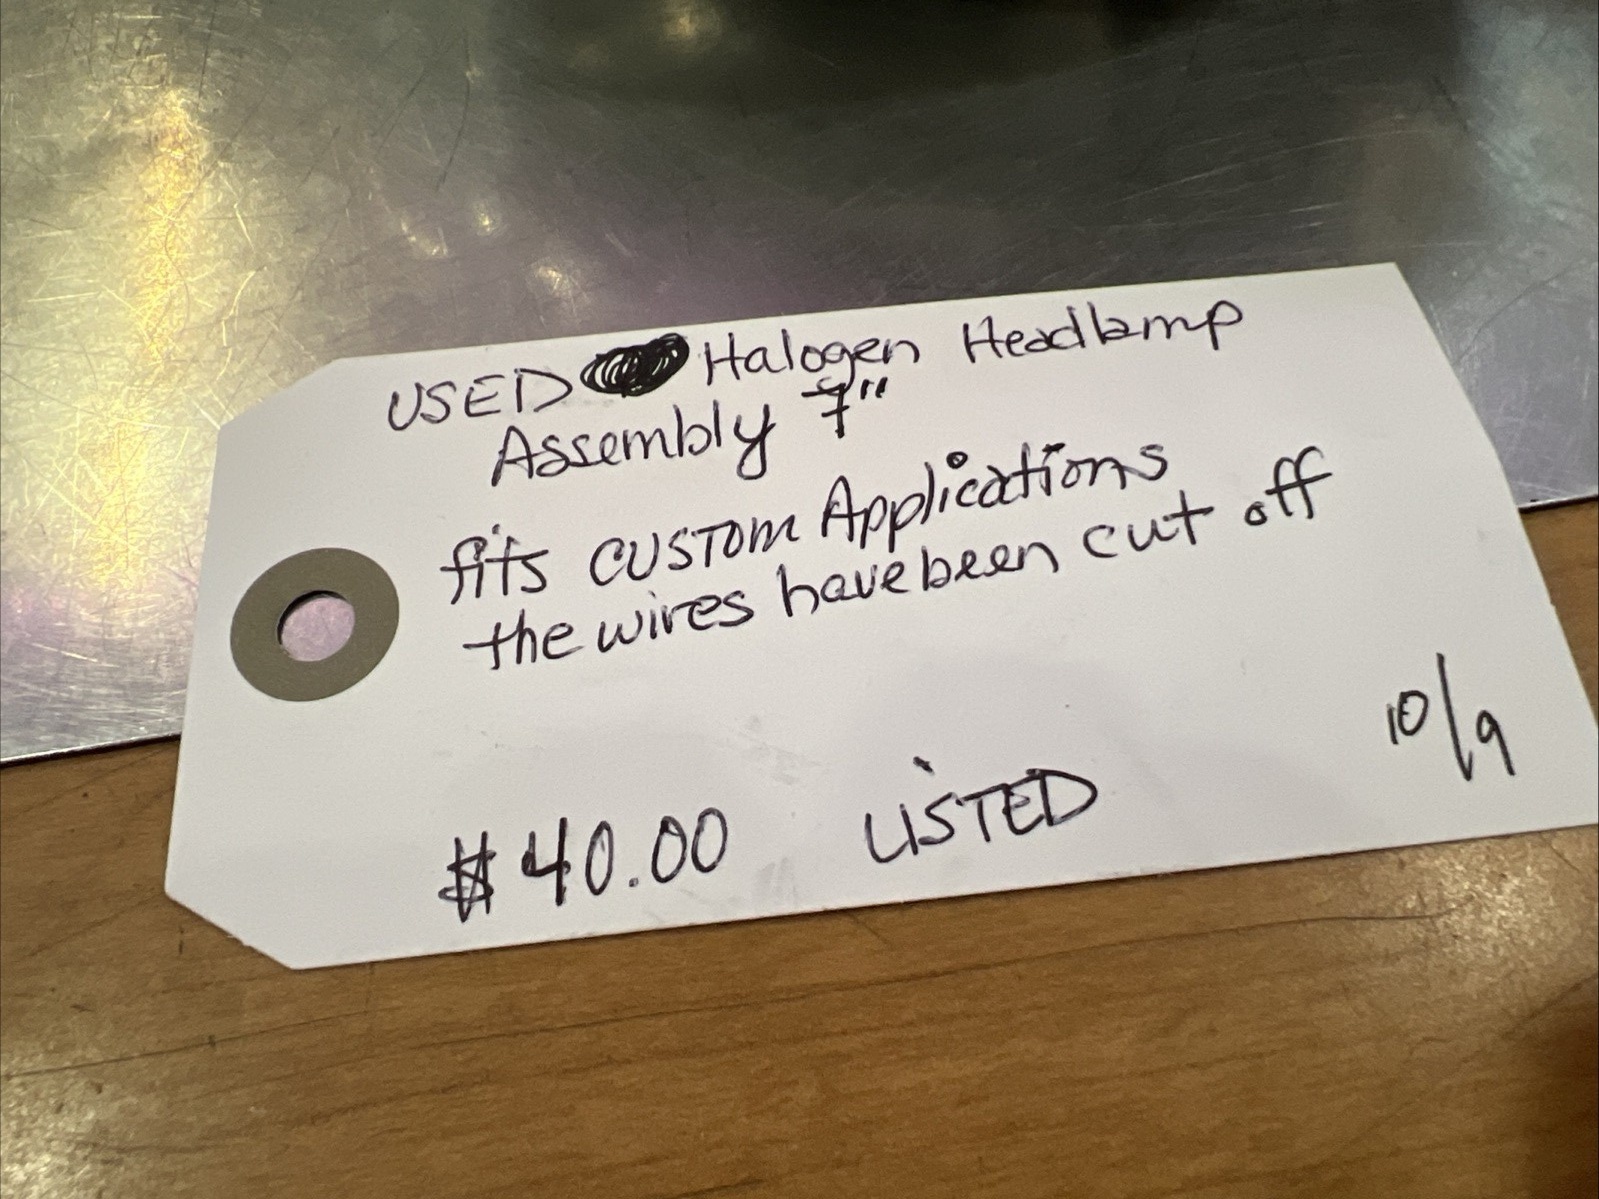 USED Halogen Headlamp
Assembly 7"
fits CUSTOM Applications
the wires have been cut off
10/9
$40.00 LISTED